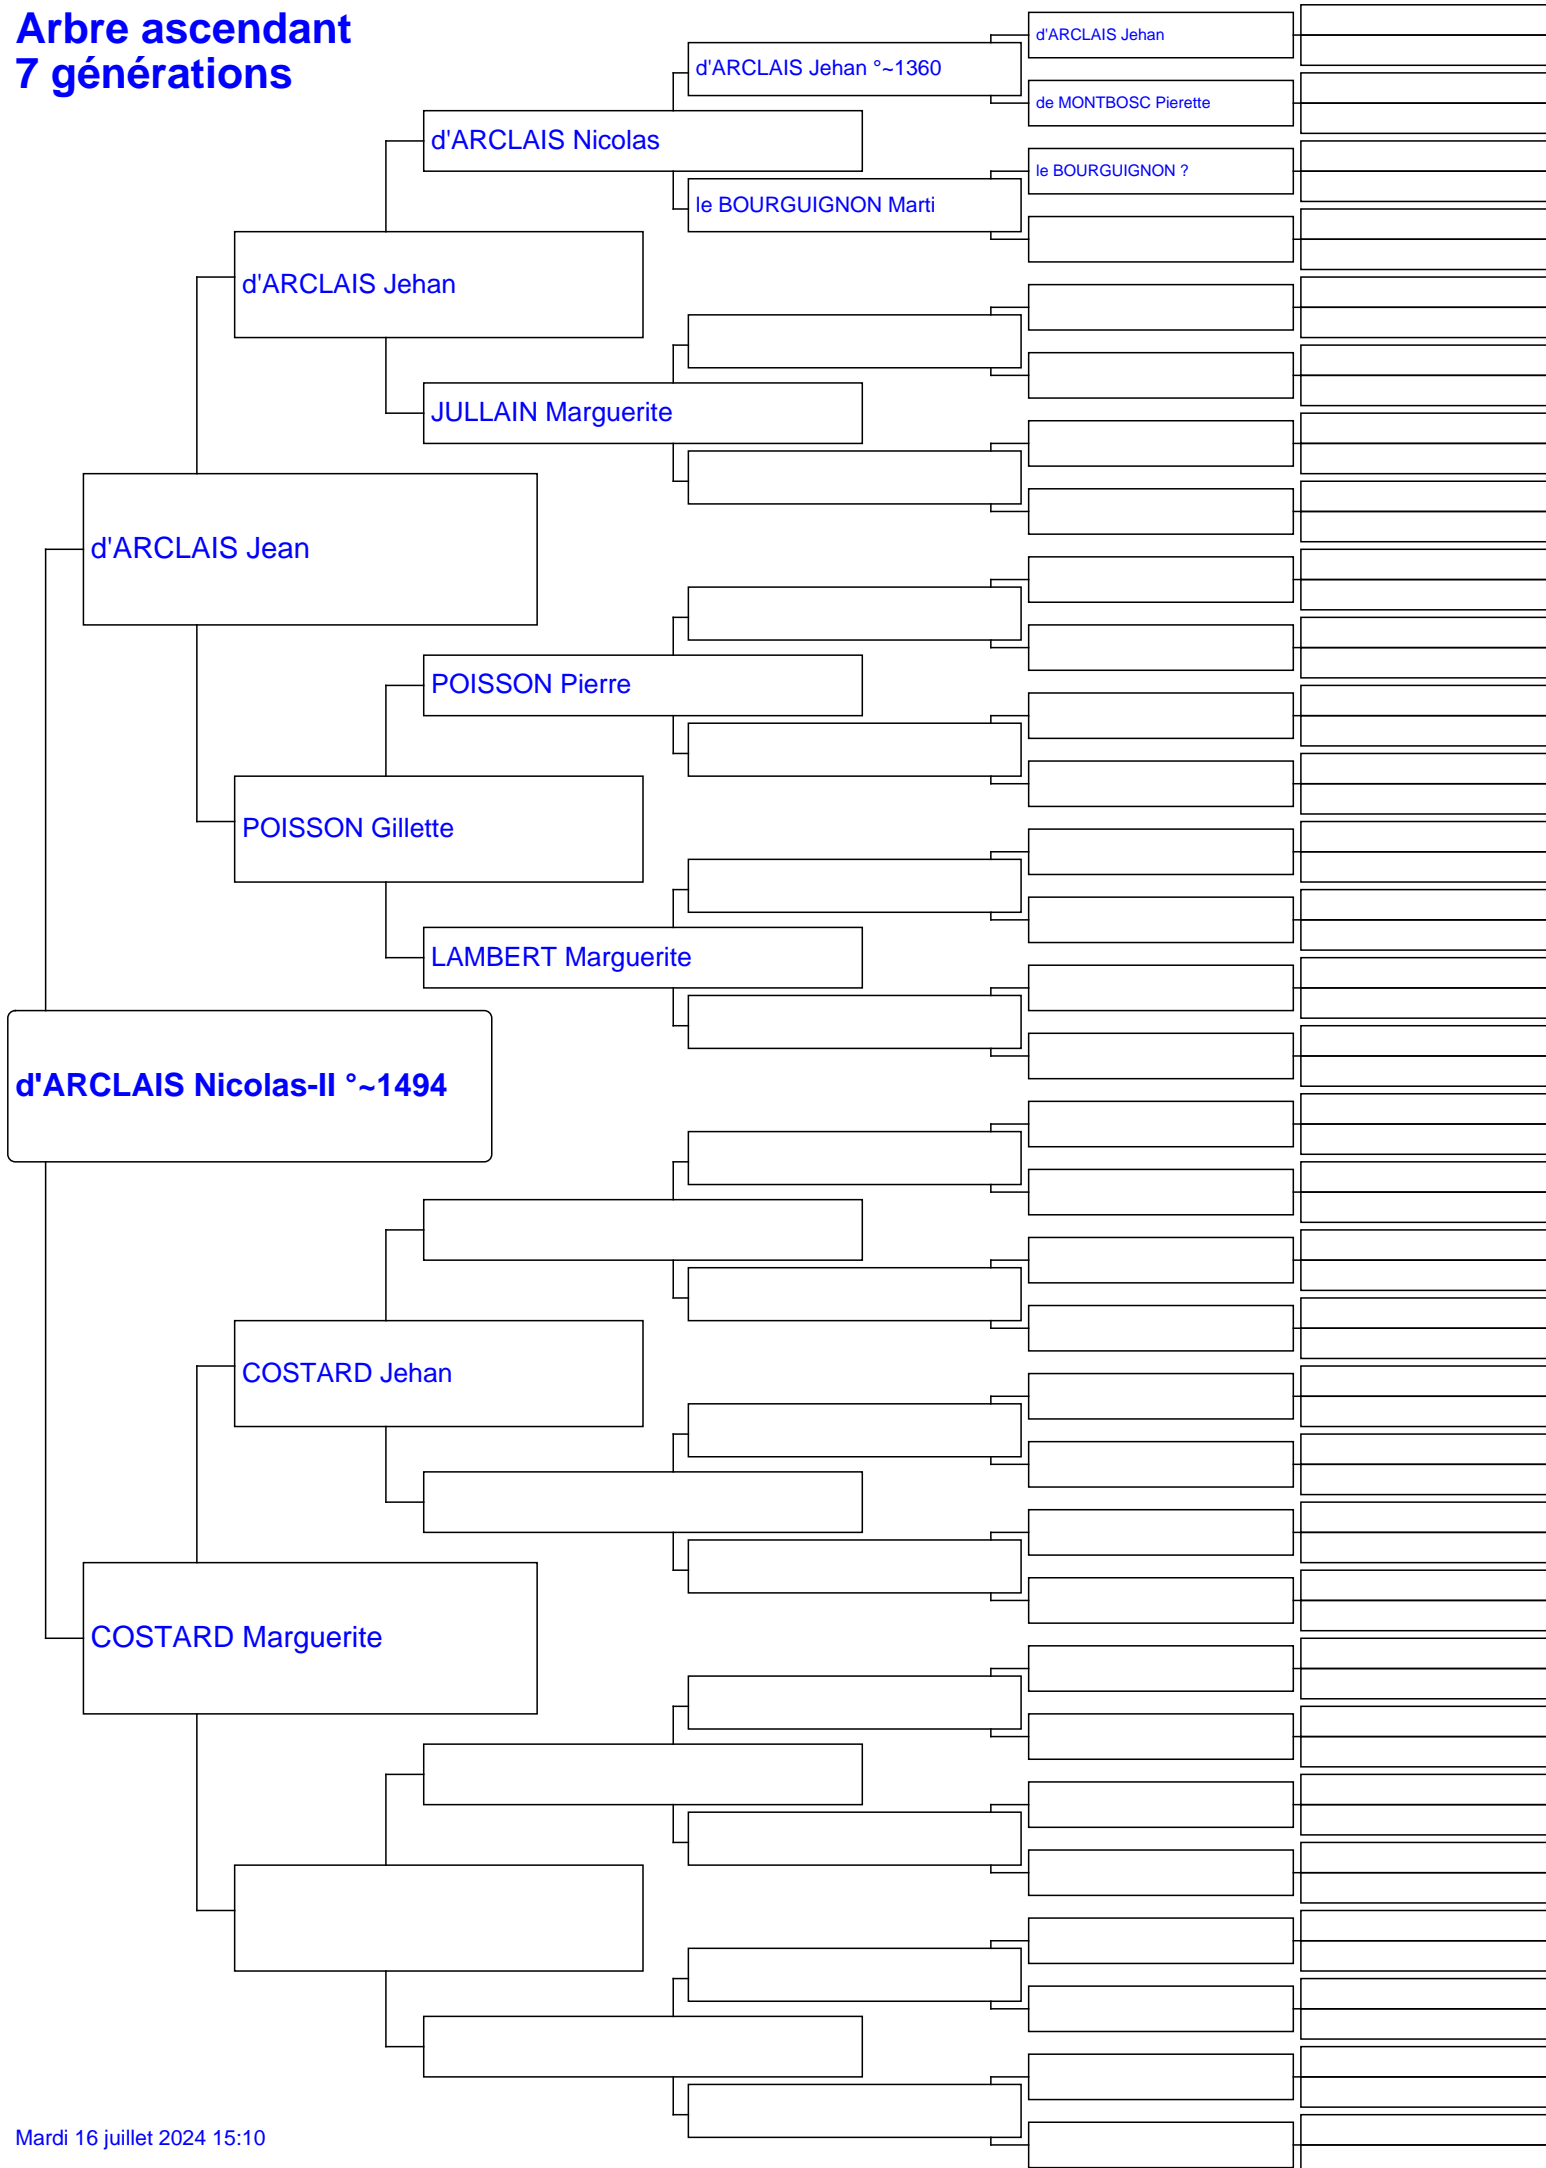 Arbre ascendant
7 générations
d'ARCLAIS Jehan
d'ARCLAIS Jehan °~1360
de MONTBOSC Pierette
d'ARCLAIS Nicolas
le BOURGUIGNON ?
le BOURGUIGNON Marti
d'ARCLAIS Jehan
JULLAIN Marguerite
d'ARCLAIS Jean
POISSON Pierre
POISSON Gillette
LAMBERT Marguerite
d'ARCLAIS Nicolas-II °~1494
COSTARD Jehan
COSTARD Marguerite
Mardi 16 juillet 2024 15:10